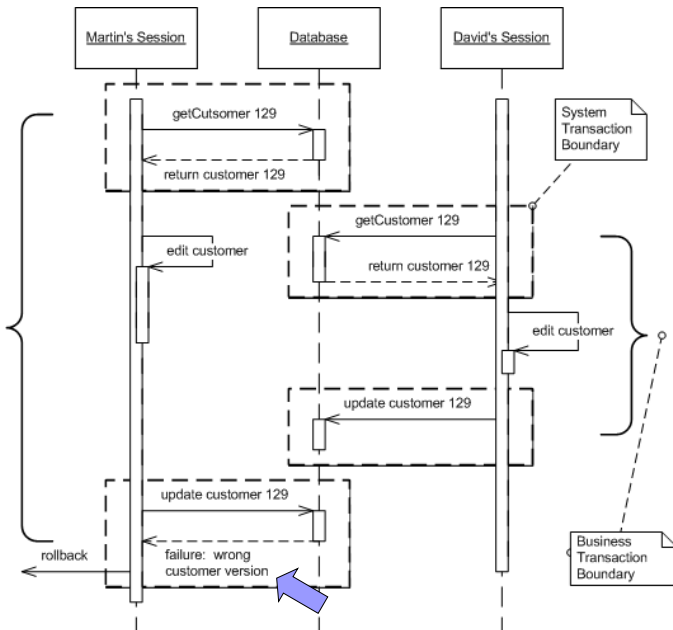 Martin's Session
Database
David's Session
getCutsomer 129
return customer 129
System
Transaction
Boundary
getCustomer 129
edit customer
return customer 129
edit customer
update customer 129
update customer 129
failure: wrong
customer version
rollback
Business
Transaction
Boundary